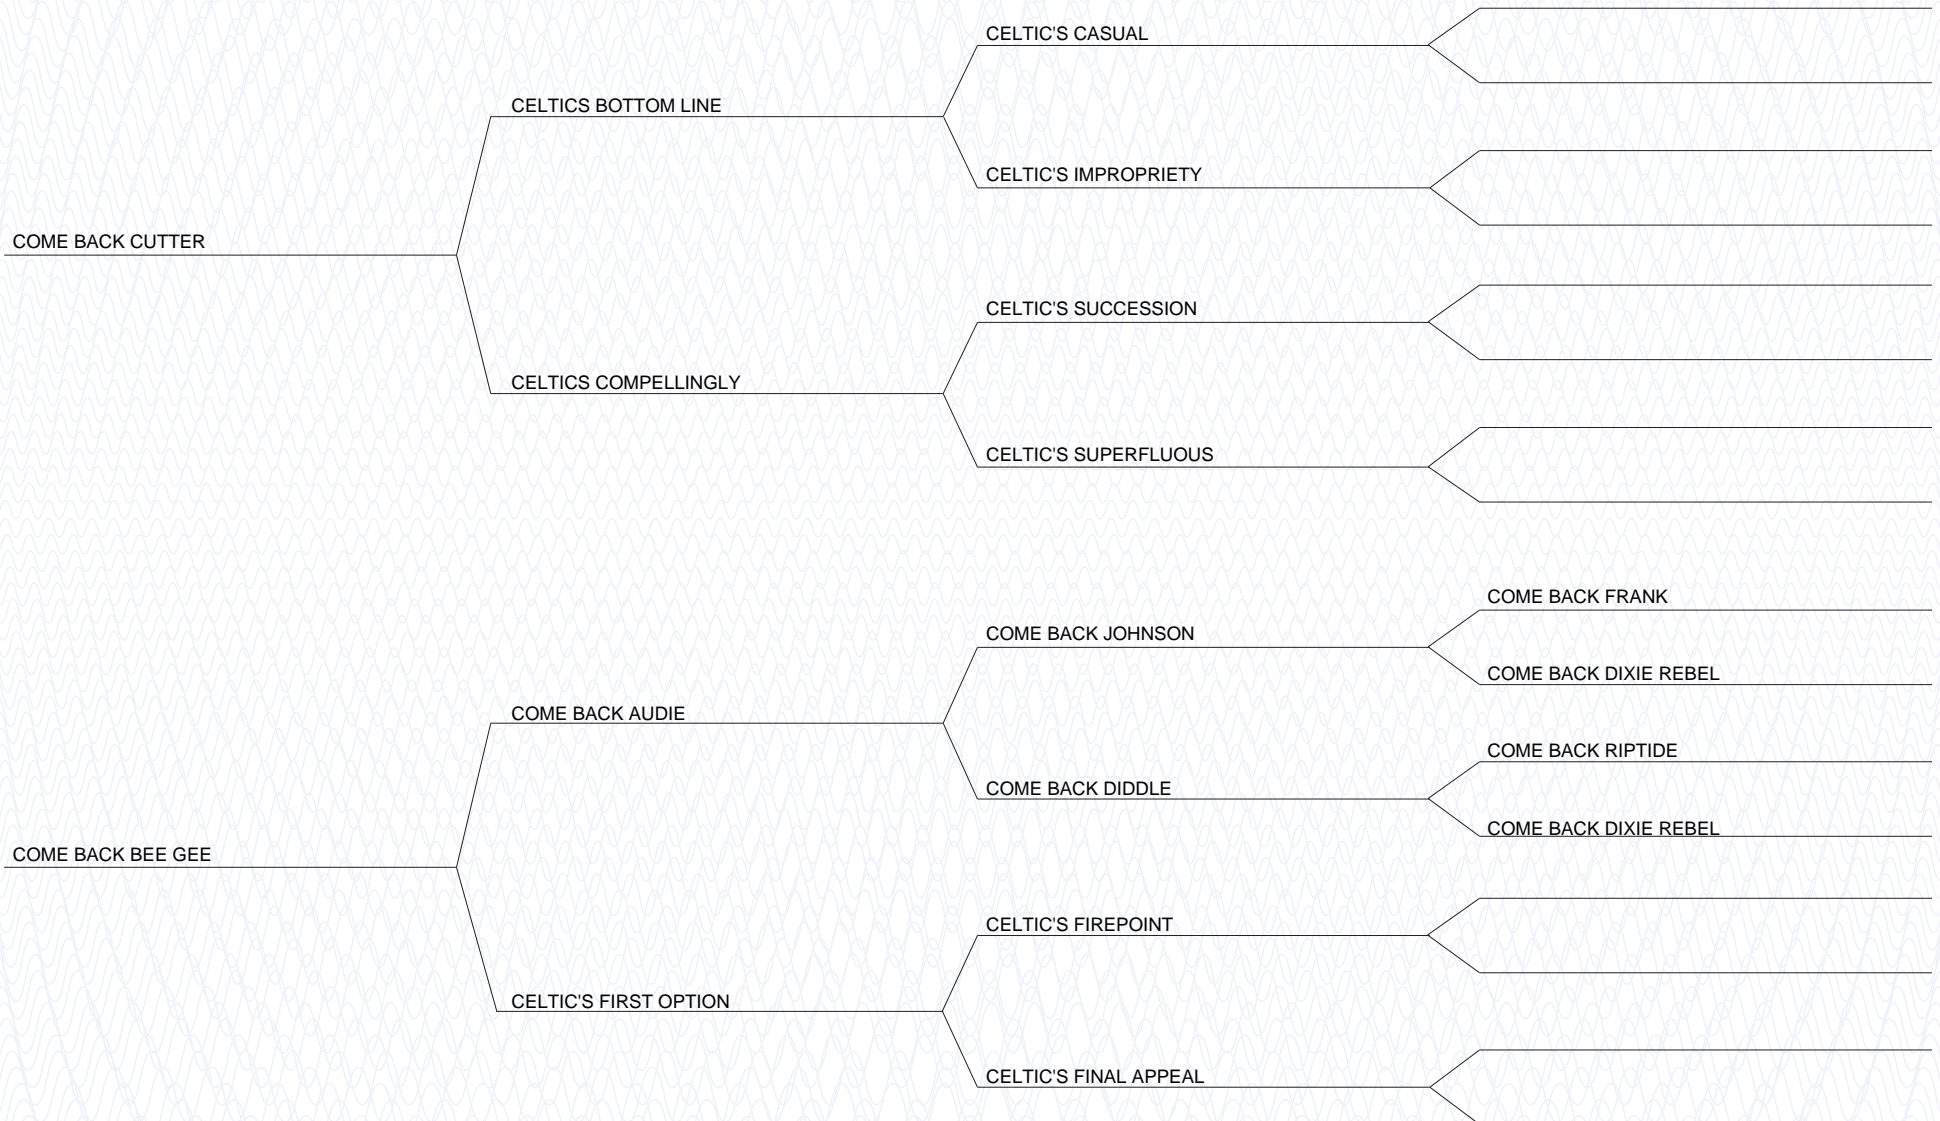 CELTIC'S CASUAL
CELTICS BOTTOM LINE
CELTIC'S IMPROPRIETY
COME BACK CUTTER
CELTIC'S SUCCESSION
CELTICS COMPELLINGLY
CELTIC'S SUPERFLUOUS
COME BACK FRANK
COME BACK JOHNSON
COME BACK DIXIE REBEL
COME BACK AUDIE
COME BACK RIPTIDE
COME BACK DIDDLE
COME BACK DIXIE REBEL
COME BACK BEE GEE
CELTIC'S FIREPOINT
CELTIC'S FIRST OPTION
CELTIC'S FINAL APPEAL